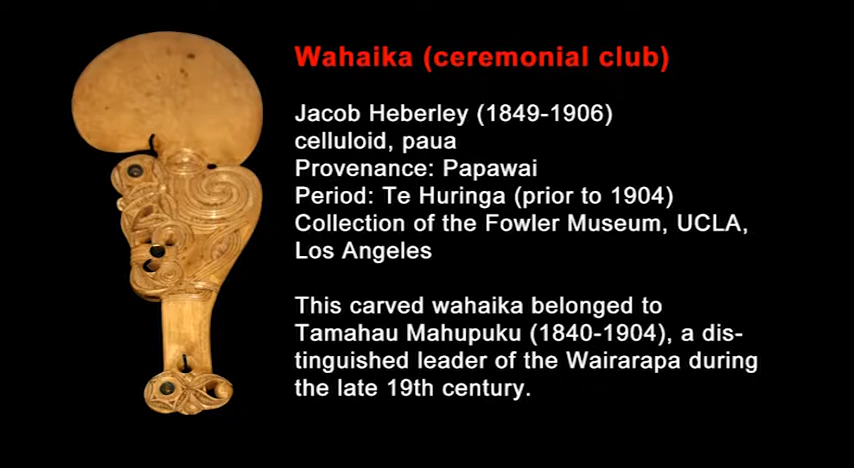 Wahaika (ceremonial club)
Jacob Heberley (1849-1906)
celluloid, paua
Provenance: Papawai
Period: Te Huringa (prior to 1904)
Collection of the Fowler Museum, UCLA,
Los Angeles
This carved wahaika belonged to
Tamahau Mahupuku (1840-1904), a dis-
tinguished leader of the Wairarapa during
the late 19th century.